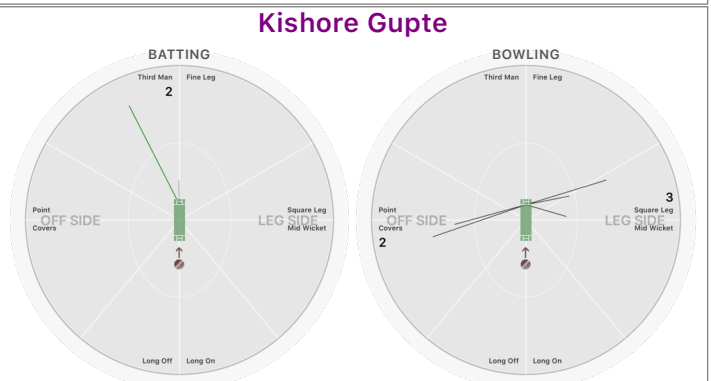 Kishore Gupte
BATTING
Third Man
Fine Leg
2
Point
OFF SIDE
Covers
Square Leg
LEG SIDE
Mid Wicket
Long Off
Long On
BOWLING
Third Man
Fine Leg
Point
OFF SIDE
Covers
2
3
Square Leg
LEG SIDE
Mid Wicket
Long Off
Long On